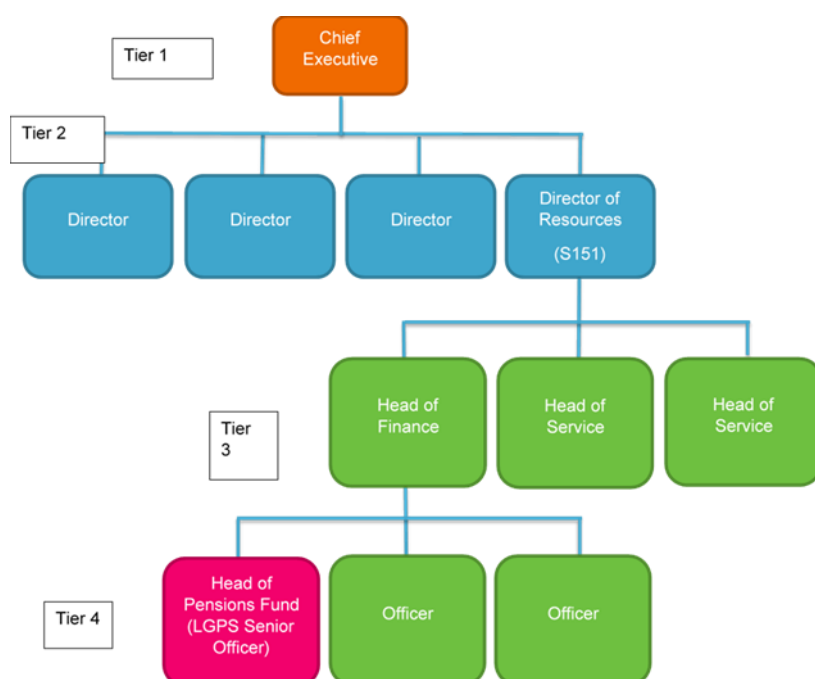 Tier 1
Chief
Executive
Tier 2
Director
Director
Director
Director of
Resources
(S151)
Tier
3
Head of
Finance
Head of
Service
Head of
Service
Tier 4
Head of
Pensions Fund
(LGPS Senior
Officer)
Officer
Officer